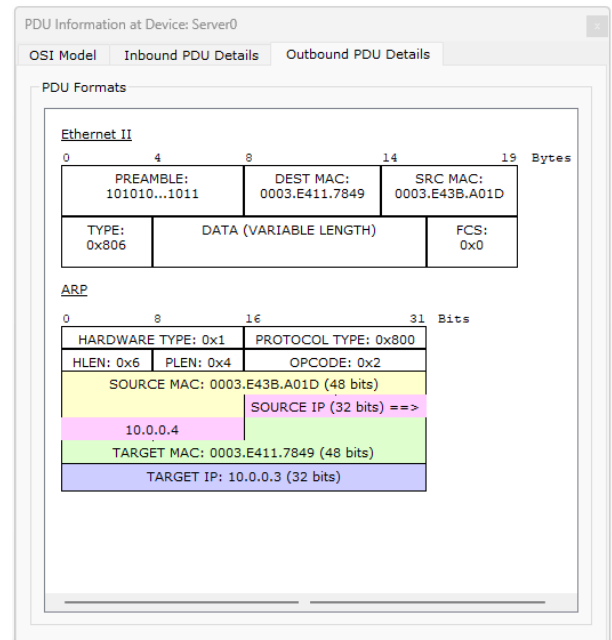 PDU Information at Device: Server0
x
OSI Model Inbound PDU Details Outbound PDU Details
PDU Formats
Ethernet II
0 4 8 14 19 Bytes
PREAMBLE: DEST MAC: SRC MAC:
101010...1011 0003.E411.7849 0003.E43B.A01D
TYPE: DATA (VARIABLE LENGTH) FCS:
0x806 0x0
ARP
0 8 16 31 Bits
HARDWARE TYPE: 0x1 PROTOCOL TYPE: 0x800
HLEN: 0x6 PLEN: 0x4 OPCODE: 0x2
SOURCE MAC: 0003.E43B.A01D (48 bits)
SOURCE IP (32 bits) ==>
10.0.0.4
TARGET MAC: 0003.E411.7849 (48 bits)
TARGET IP: 10.0.0.3 (32 bits)